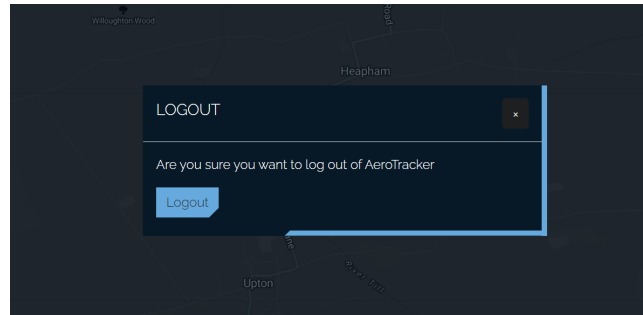 Willoughton Wood
Road
Heapham
LOGOUT
×
Are you sure you want to log out of AeroTracker
Logout
Upton